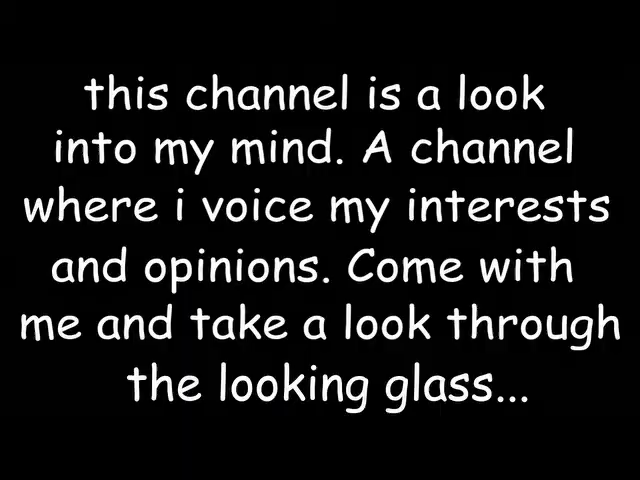 this channel is a look
into my mind. A channel
where i voice my interests
and opinions. Come with
me and take a look through
the looking glass...